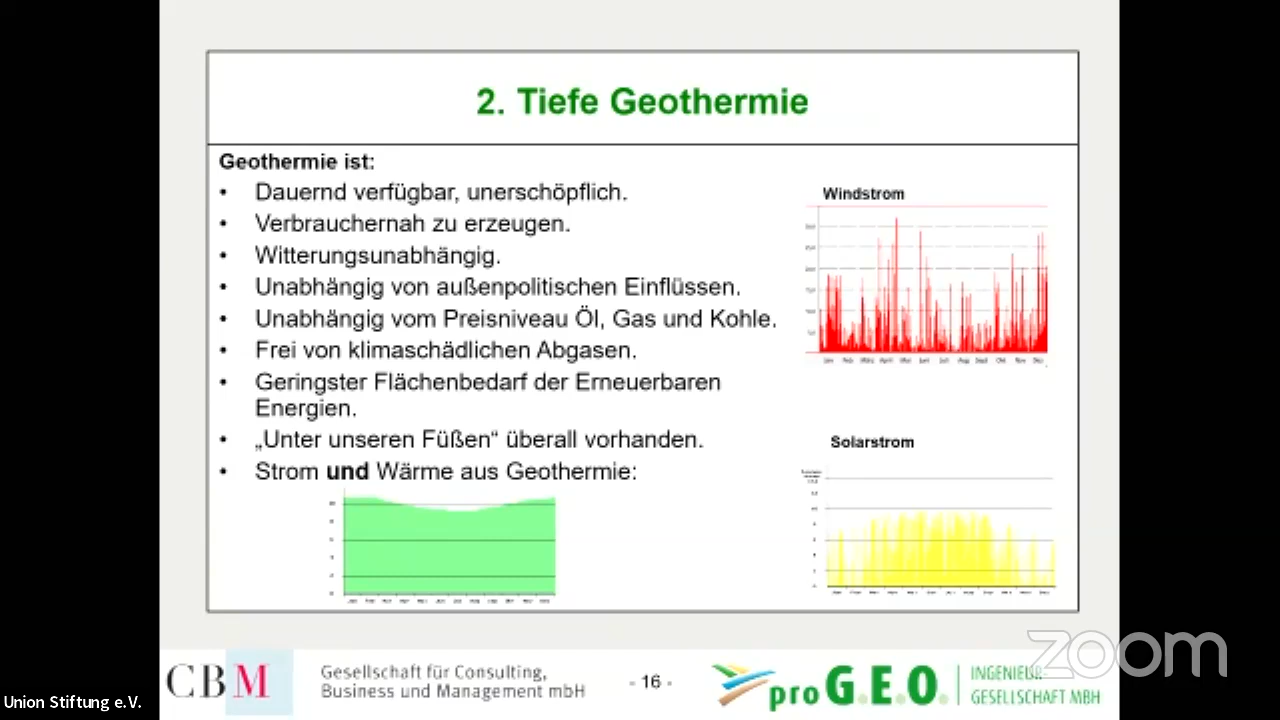 2. Tiefe Geothermie
Geothermie ist:
• Dauernd verfügbar, unerschöpflich.
• Verbrauchernah zu erzeugen.
• Witterungsunabhängig.
• Unabhängig von außenpolitischen Einflüssen.
• Unabhängig vom Preisniveau Öl, Gas und Kohle.
• Frei von klimaschädlichen Abgasen.
• Geringster Flächenbedarf der Erneuerbaren
Energien.
• „Unter unseren Füßen“ überall vorhanden.
• Strom und Wärme aus Geothermie:
Windstrom
Solarstrom
CBM
Gesellschaft für Consulting,
Business und Management mbH
- 16 -
pro G.E.O.
INGENIEUR-
GESELLSCHAFT MBH
zoom
Union Stiftung e.V.